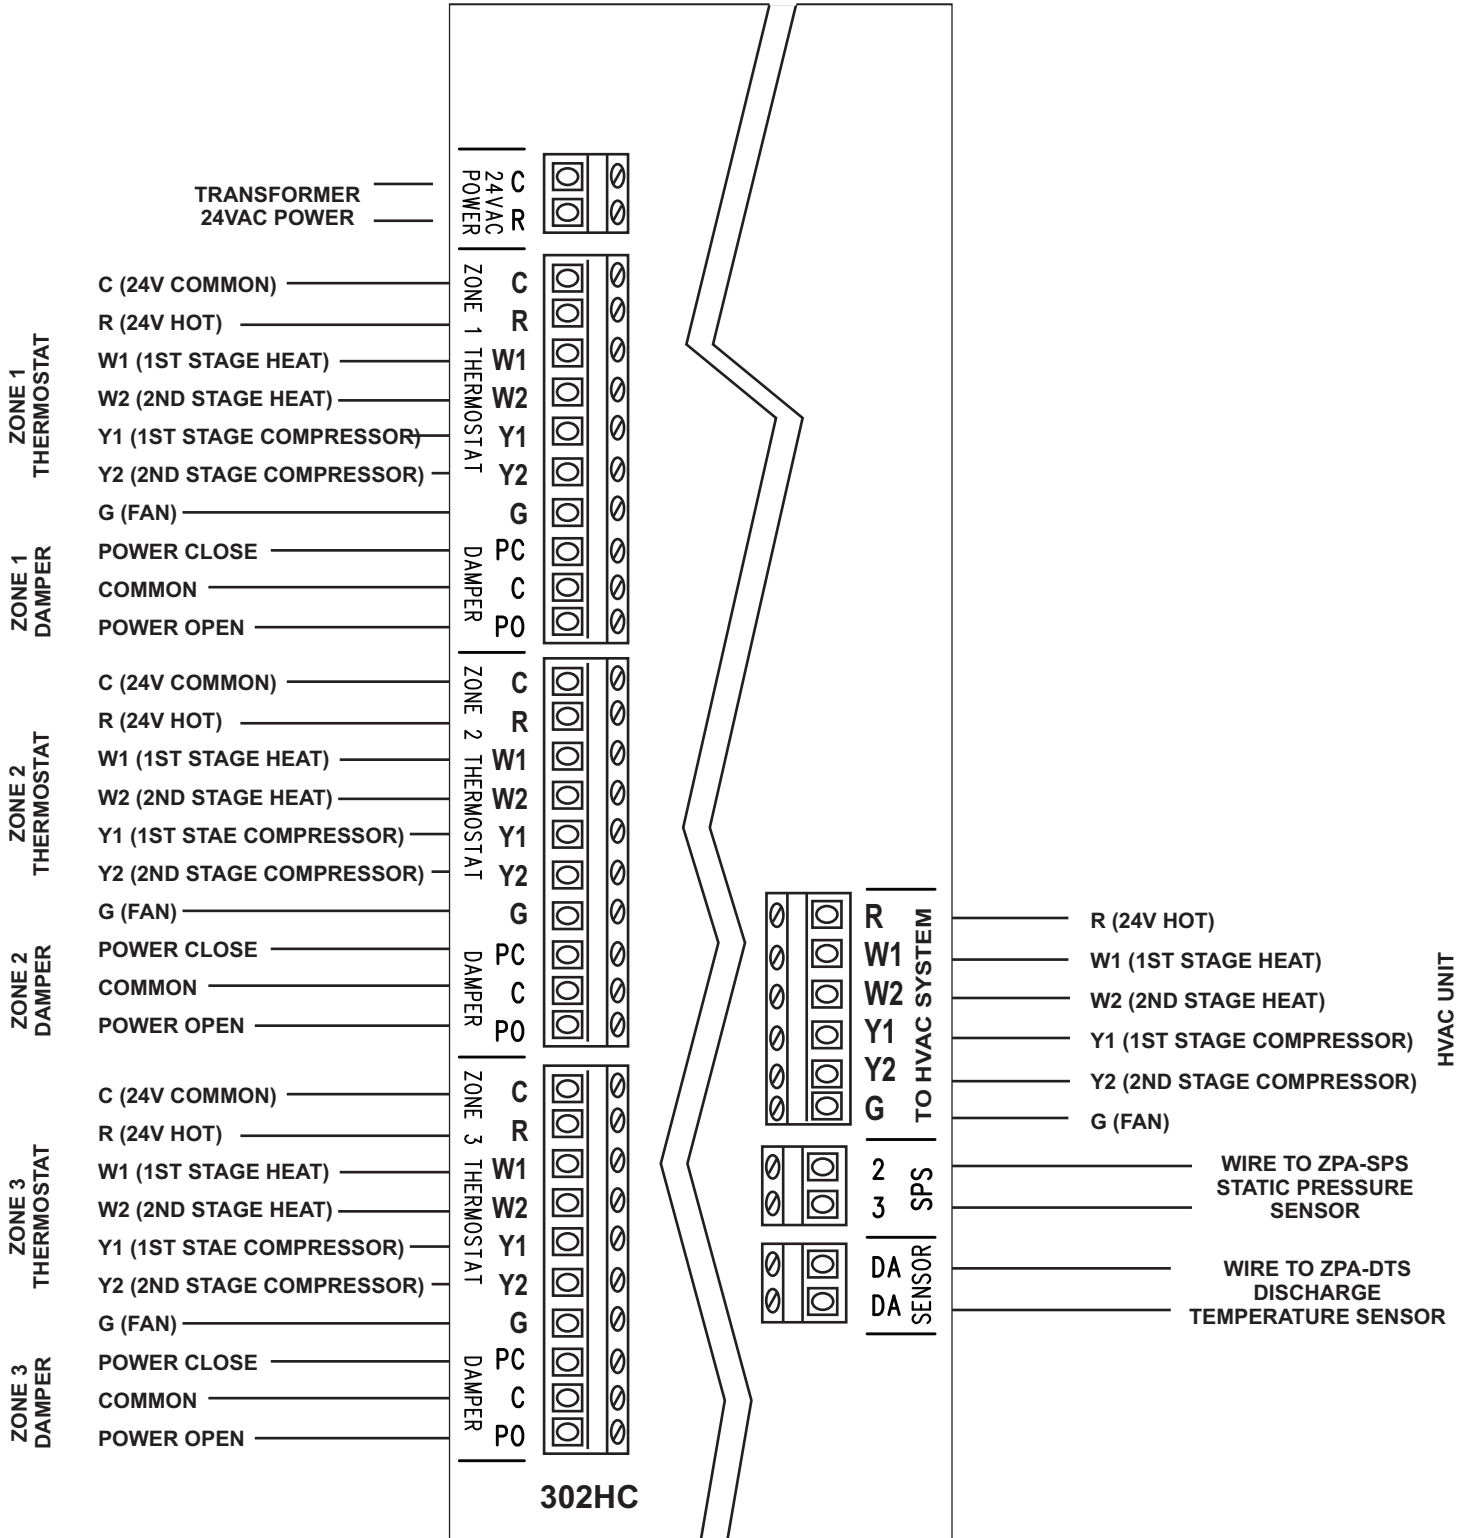 TRANSFORMER
24VAC POWER
24VAC
POWER
C
R
ZONE 1
THERMOSTAT
C (24V COMMON)
R (24V HOT)
W1 (1ST STAGE HEAT)
W2 (2ND STAGE HEAT)
Y1 (1ST STAGE COMPRESSOR)
Y2 (2ND STAGE COMPRESSOR)
G (FAN)
ZONE 1 THERMOSTAT
C
R
W1
W2
Y1
Y2
G
ZONE 1
DAMPER
POWER CLOSE
COMMON
POWER OPEN
DAMPER
PC
C
PO
ZONE 2
THERMOSTAT
C (24V COMMON)
R (24V HOT)
W1 (1ST STAGE HEAT)
W2 (2ND STAGE HEAT)
Y1 (1ST STAE COMPRESSOR)
Y2 (2ND STAGE COMPRESSOR)
G (FAN)
ZONE 2 THERMOSTAT
C
R
W1
W2
Y1
Y2
G
ZONE 2
DAMPER
POWER CLOSE
COMMON
POWER OPEN
DAMPER
PC
C
PO
ZONE 3
THERMOSTAT
C (24V COMMON)
R (24V HOT)
W1 (1ST STAGE HEAT)
W2 (2ND STAGE HEAT)
Y1 (1ST STAE COMPRESSOR)
Y2 (2ND STAGE COMPRESSOR)
G (FAN)
ZONE 3 THERMOSTAT
C
R
W1
W2
Y1
Y2
G
ZONE 3
DAMPER
POWER CLOSE
COMMON
POWER OPEN
DAMPER
PC
C
PO
302HC
R
W1
W2
Y1
Y2
G
TO HVAC SYSTEM
R (24V HOT)
W1 (1ST STAGE HEAT)
W2 (2ND STAGE HEAT)
Y1 (1ST STAGE COMPRESSOR)
Y2 (2ND STAGE COMPRESSOR)
G (FAN)
HVAC UNIT
2
3
SPS
WIRE TO ZPA-SPS
STATIC PRESSURE
SENSOR
DA
DA
SENSOR
WIRE TO ZPA-DTS
DISCHARGE
TEMPERATURE SENSOR